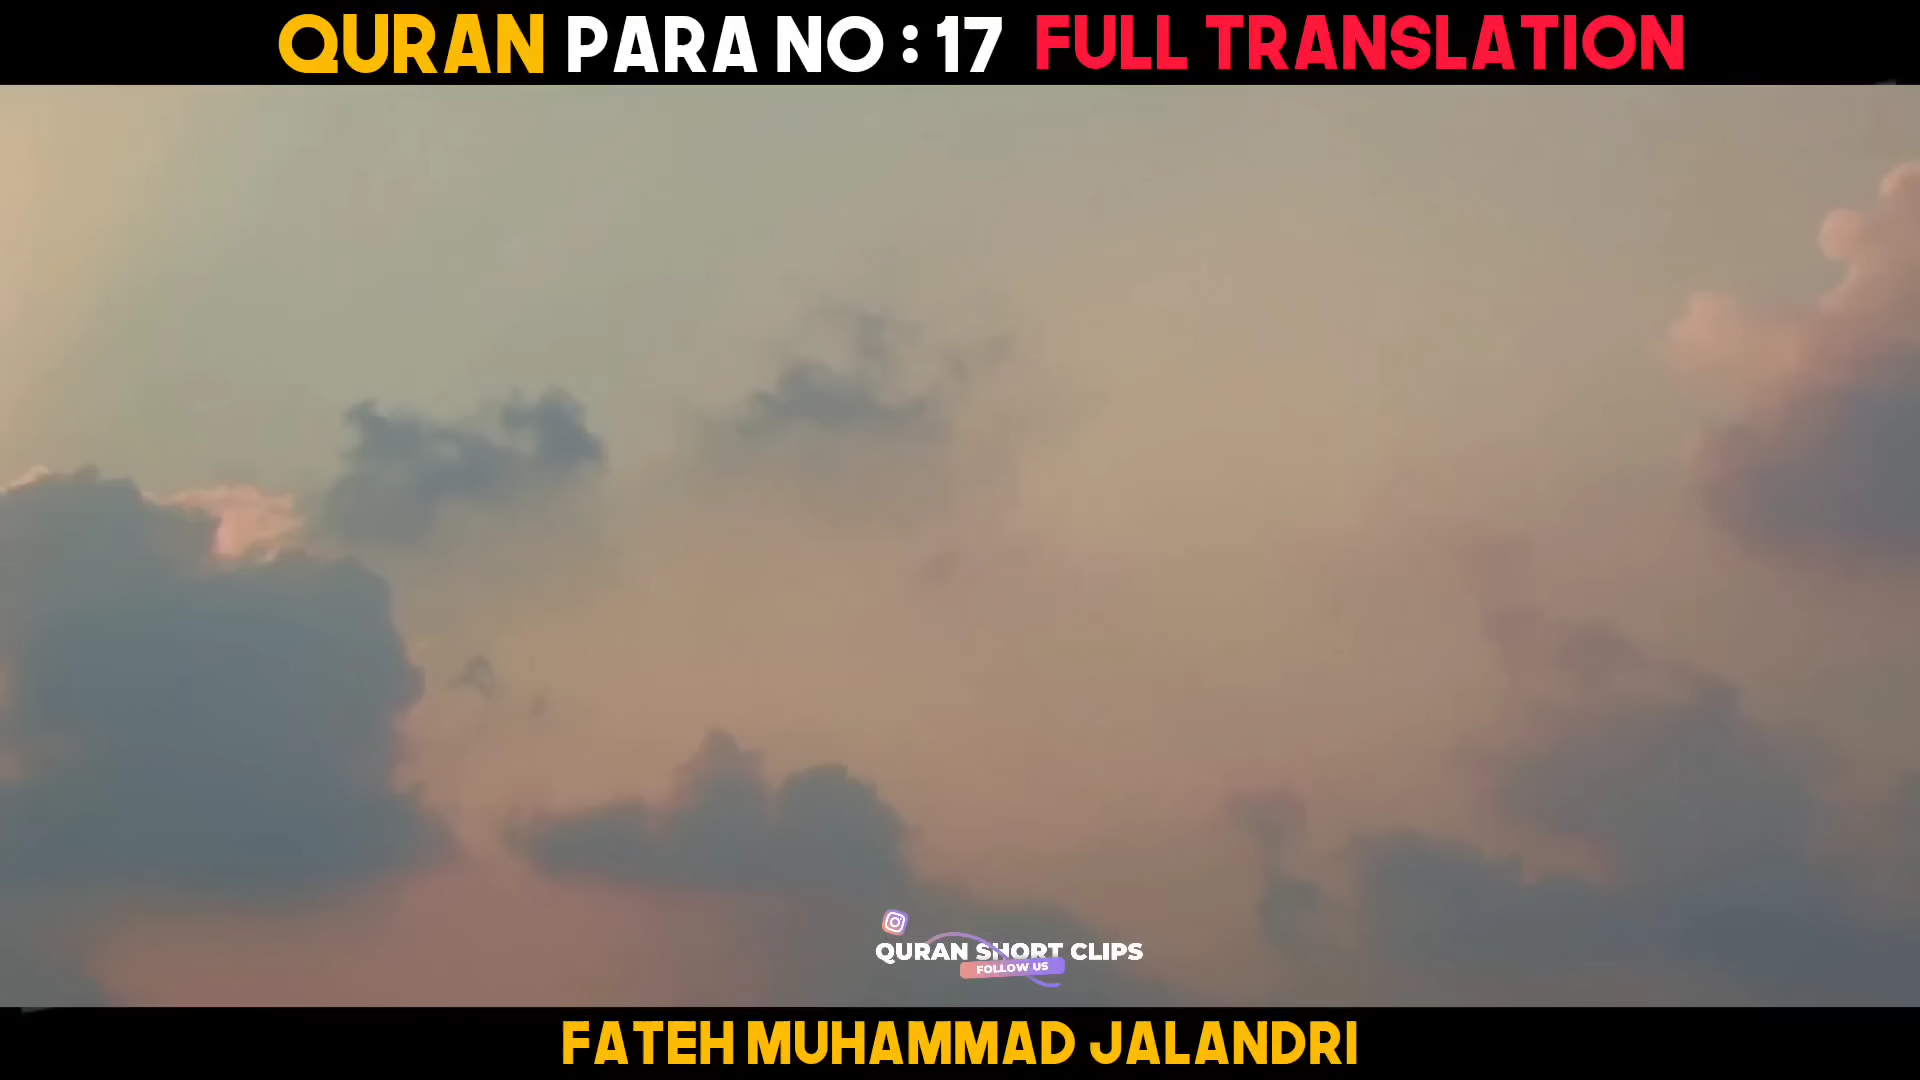 QURAN PARA NO : 17 FULL TRANSLATION
QURAN SHORT CLIPS
FOLLOW US
FATEH MUHAMMAD JALANDRI